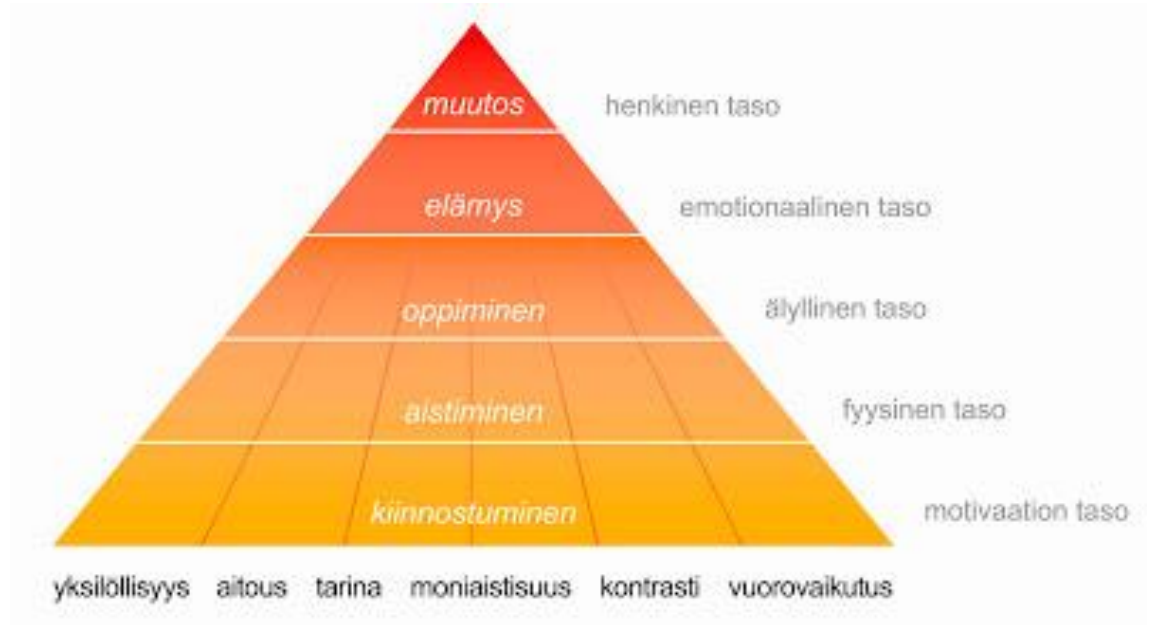 muutos henkinen taso
elämys emotionaalinen taso
oppiminen älyllinen taso
aistiminen fyysinen taso
kiinnostuminen motivaation taso
yksilöllisyys aitous tarina moniaistisuus kontrasti vuorovaikutus